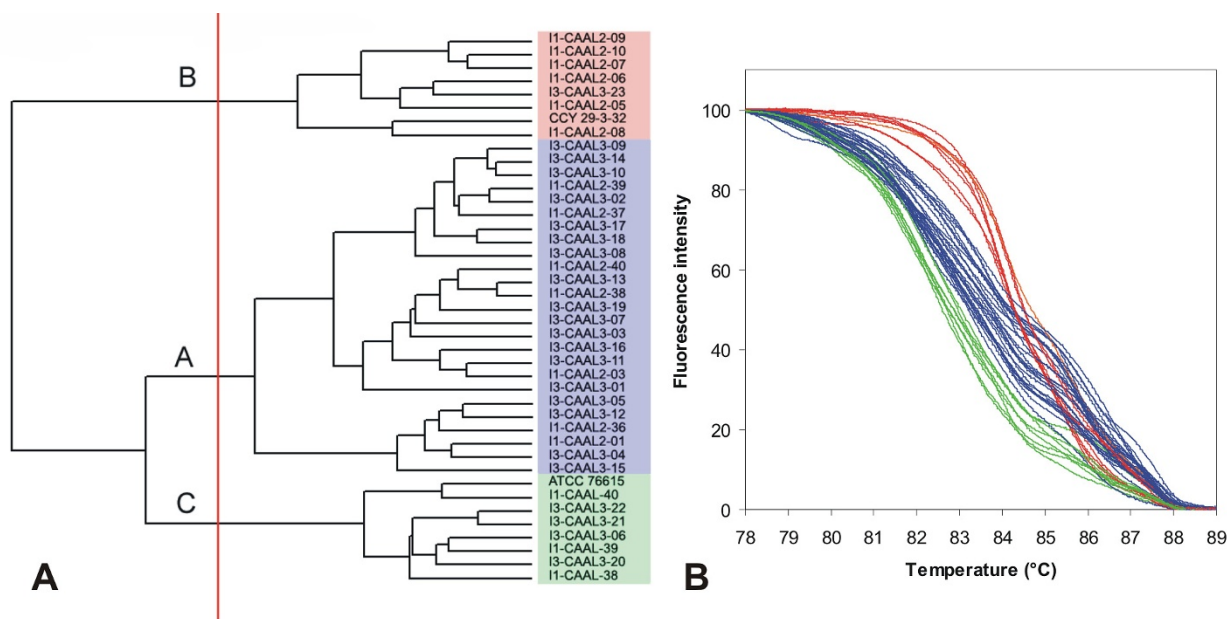 B
A
C
I1-CAAL2-09
I1-CAAL2-10
I1-CAAL2-07
I1-CAAL2-06
I3-CAAL3-23
I1-CAAL2-05
CCY 29-3-32
I1-CAAL2-08
I3-CAAL3-09
I3-CAAL3-14
I3-CAAL3-10
I1-CAAL2-39
I3-CAAL3-02
I1-CAAL2-37
I3-CAAL3-17
I3-CAAL3-18
I3-CAAL3-08
I1-CAAL2-40
I3-CAAL3-13
I1-CAAL2-38
I3-CAAL3-19
I3-CAAL3-07
I3-CAAL3-03
I3-CAAL3-16
I3-CAAL3-11
I1-CAAL2-03
I3-CAAL3-01
I3-CAAL3-05
I3-CAAL3-12
I1-CAAL2-36
I1-CAAL2-01
I3-CAAL3-04
I3-CAAL3-15
ATCC 76615
I1-CAAL-40
I3-CAAL3-22
I3-CAAL3-21
I3-CAAL3-06
I1-CAAL-39
I3-CAAL3-20
I1-CAAL-38
A
Fluorescence intensity
100
80
60
40
20
0
78 79 80 81 82 83 84 85 86 87 88 89
Temperature (°C)
B